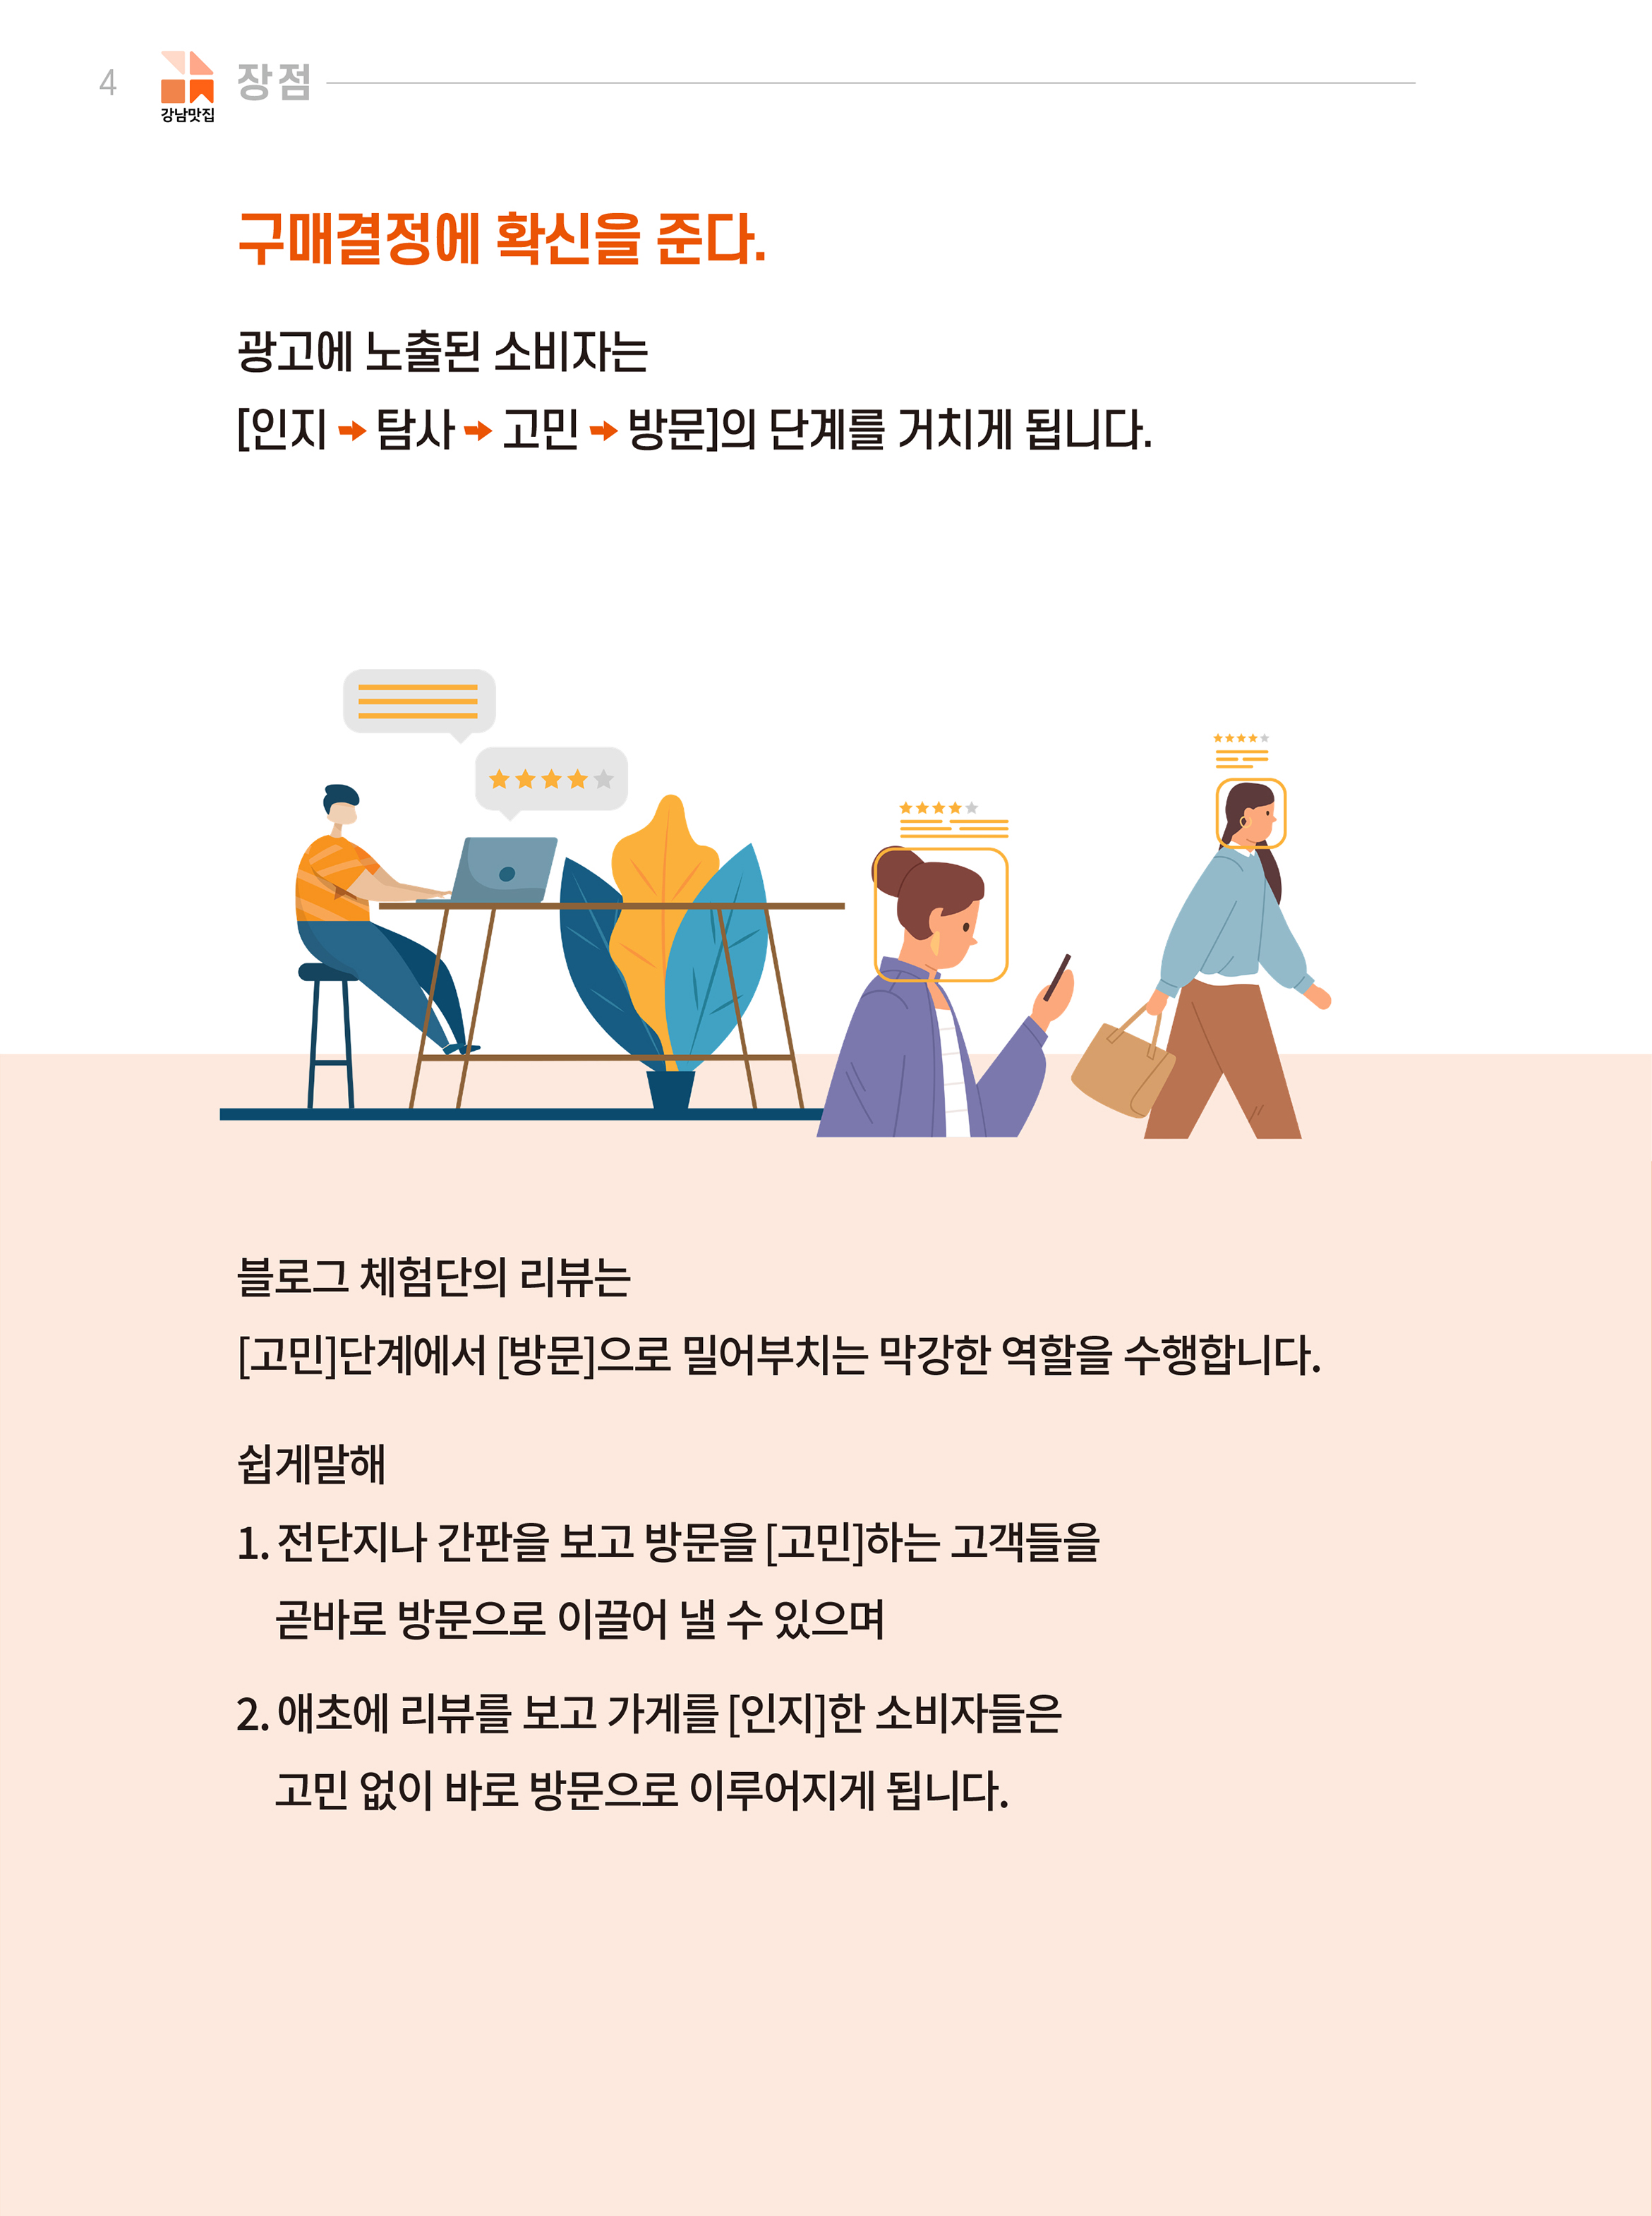 4
강남맛집
장점
구매결정에 확신을 준다.
광고에 노출된 소비자는
[인지 → 탐사 → 고민 → 방문]의 단계를 거치게 됩니다.
블로그 체험단의 리뷰는
[고민]단계에서 [방문]으로 밀어부치는 막강한 역할을 수행합니다.
쉽게말해
1. 전단지나 간판을 보고 방문을 [고민]하는 고객들을
곧바로 방문으로 이끌어 낼 수 있으며
2. 애초에 리뷰를 보고 가게를 [인지]한 소비자들은
고민 없이 바로 방문으로 이루어지게 됩니다.